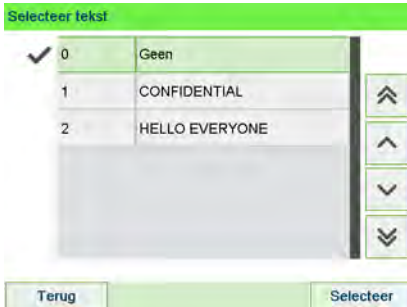 Selecteer tekst
0 Geen
1 CONFIDENTIAL
2 HELLO EVERYONE
Terug Selecteer